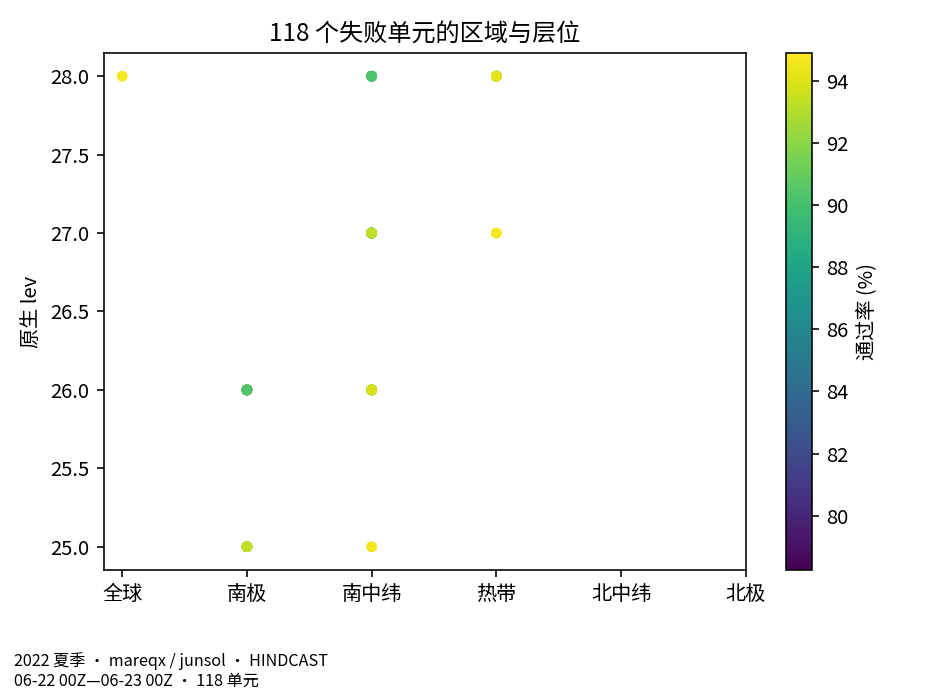 118 个失败单元的区域与层位
28.0
27.5
27.0
26.5
26.0
25.5
25.0
原生 lev
全球 南极 南中纬 热带 北中纬 北极
94
92
90
88
86
84
82
80
通过率 (%)
2022 夏季 · mareqx / junsol · HINDCAST
06-22 00Z—06-23 00Z · 118 单元